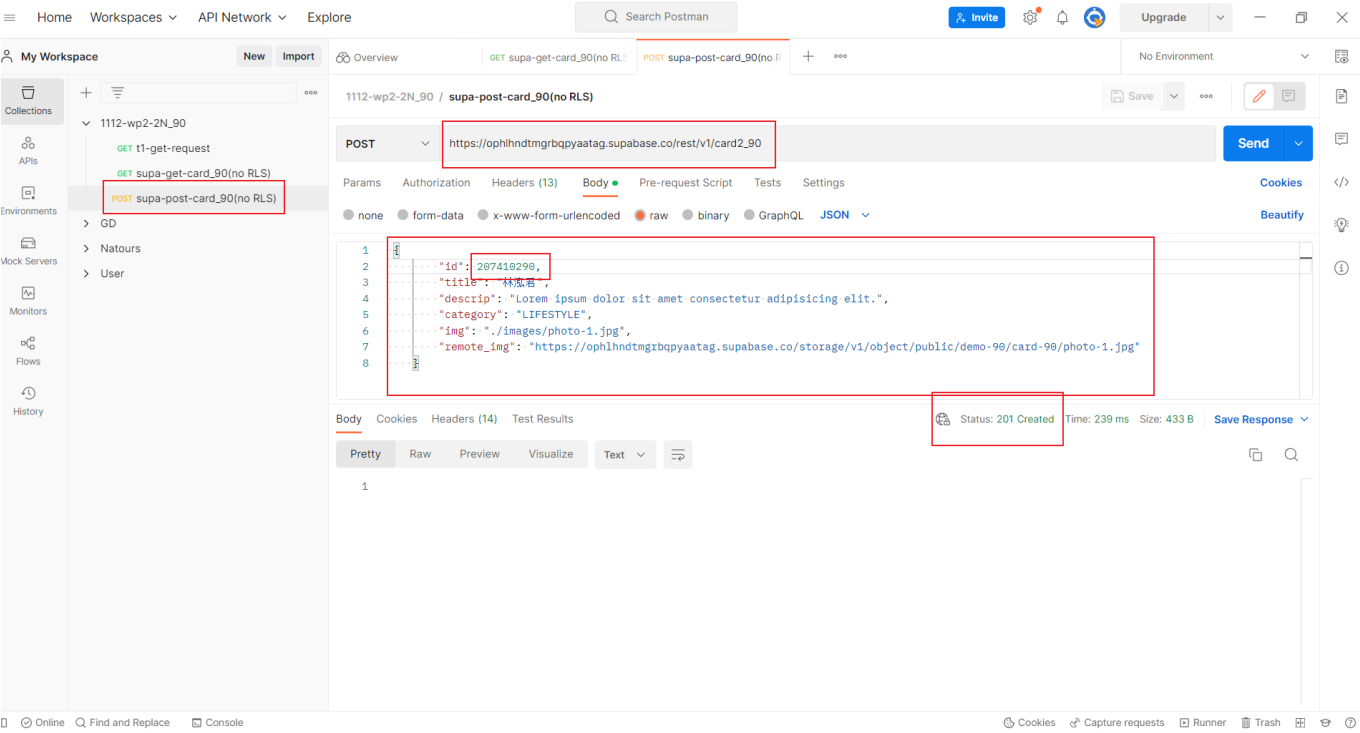 Home Workspaces API Network Explore Search Postman Invite Upgrade
My Workspace New Import Overview GET supa-get-card_90(no RLS POST supa-post-card_90(no R No Environment
Collections
APIs
Environments
Mock Servers
Monitors
Flows
History
1112-wp2-2N_90
GET t1-get-request
GET supa-get-card_90(no RLS)
POST supa-post-card_90(no RLS)
GD
Natours
User
1112-wp2-2N_90 / supa-post-card_90(no RLS) Save
POST https://ophlhndtmgrbqpyaatag.supabase.co/rest/v1/card2_90 Send
Params Authorization Headers (13) Body Pre-request Script Tests Settings Cookies
none form-data x-www-form-urlencoded raw binary GraphQL JSON Beautify
1 {
2 "id": 207410290,
3 "title": "林泓君",
4 "descrip": "Lorem ipsum dolor sit amet consectetur adipisicing elit.",
5 "category": "LIFESTYLE",
6 "img": "./images/photo-1.jpg",
7 "remote_img": "https://ophlhndtmgrbqpyaatag.supabase.co/storage/v1/object/public/demo-90/card-90/photo-1.jpg"
8 }
Body Cookies Headers (14) Test Results Status: 201 Created Time: 239 ms Size: 433 B Save Response
Pretty Raw Preview Visualize Text
1
Online Find and Replace Console Cookies Capture requests Runner Trash